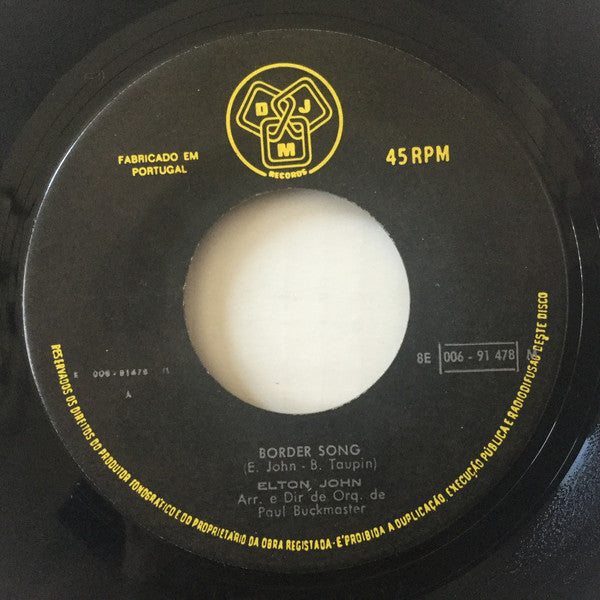 D J
M
RECORDS
FABRICADO EM
PORTUGAL
45 RPM
8E 006 - 91 478 M
E 006-91478 M
A
BORDER SONG
(E. John - B. Taupin)
ELTON JOHN
Arr. e Dir de Orq. de
Paul Buckmaster
RESERVADOS OS DIREITOS DO PRODUTOR FONOGRÁFICO E DO PROPRIETÁRIO DA OBRA REGISTADA - É PROIBIDA A DUPLICAÇÃO, EXECUÇÃO PÚBLICA E RADIODIFUSÃO DESTE DISCO